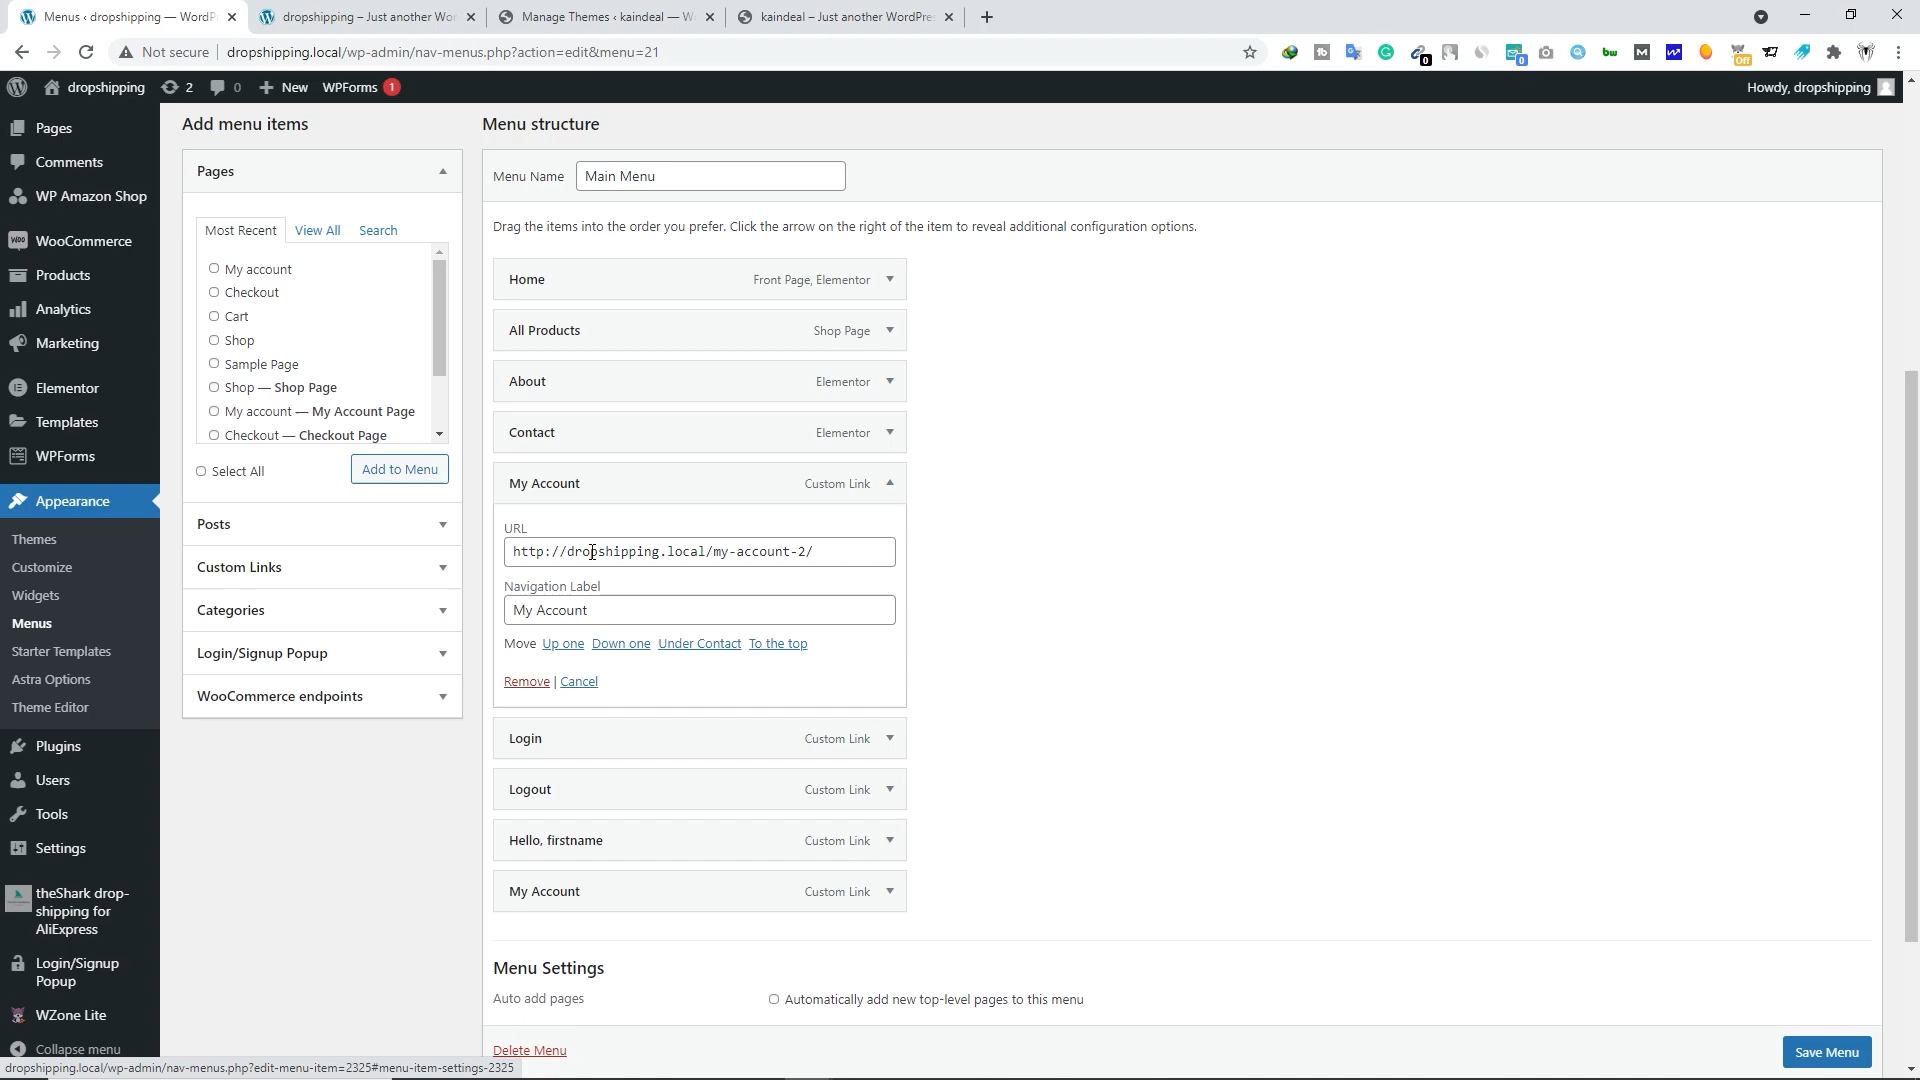 Menus ‹ dropshipping — WordP
dropshipping – Just another Wor
Manage Themes ‹ kaindeal — W
kaindeal – Just another WordPre
Not secure
dropshipping.local/wp-admin/nav-menus.php?action=edit&menu=21
dropshipping
2
0
New
WPForms 1
Howdy, dropshipping
Pages
Comments
WP Amazon Shop
WooCommerce
Products
Analytics
Marketing
Elementor
Templates
WPForms
Appearance
Themes
Customize
Widgets
Menus
Starter Templates
Astra Options
Theme Editor
Plugins
Users
Tools
Settings
theShark drop-
shipping for
AliExpress
Login/Signup
Popup
WZone Lite
Collapse menu
Add menu items
Pages
Most Recent
View All
Search
My account
Checkout
Cart
Shop
Sample Page
Shop — Shop Page
My account — My Account Page
Checkout — Checkout Page
Select All
Add to Menu
Posts
Custom Links
Categories
Login/Signup Popup
WooCommerce endpoints
Menu structure
Menu Name
Main Menu
Drag the items into the order you prefer. Click the arrow on the right of the item to reveal additional configuration options.
Home
Front Page, Elementor
All Products
Shop Page
About
Elementor
Contact
Elementor
My Account
Custom Link
URL
http://dropshipping.local/my-account-2/
Navigation Label
My Account
Move Up one Down one Under Contact To the top
Remove | Cancel
Login
Custom Link
Logout
Custom Link
Hello, firstname
Custom Link
My Account
Custom Link
Menu Settings
Auto add pages
Automatically add new top-level pages to this menu
Delete Menu
Save Menu
dropshipping.local/wp-admin/nav-menus.php?edit-menu-item=2325#menu-item-settings-2325